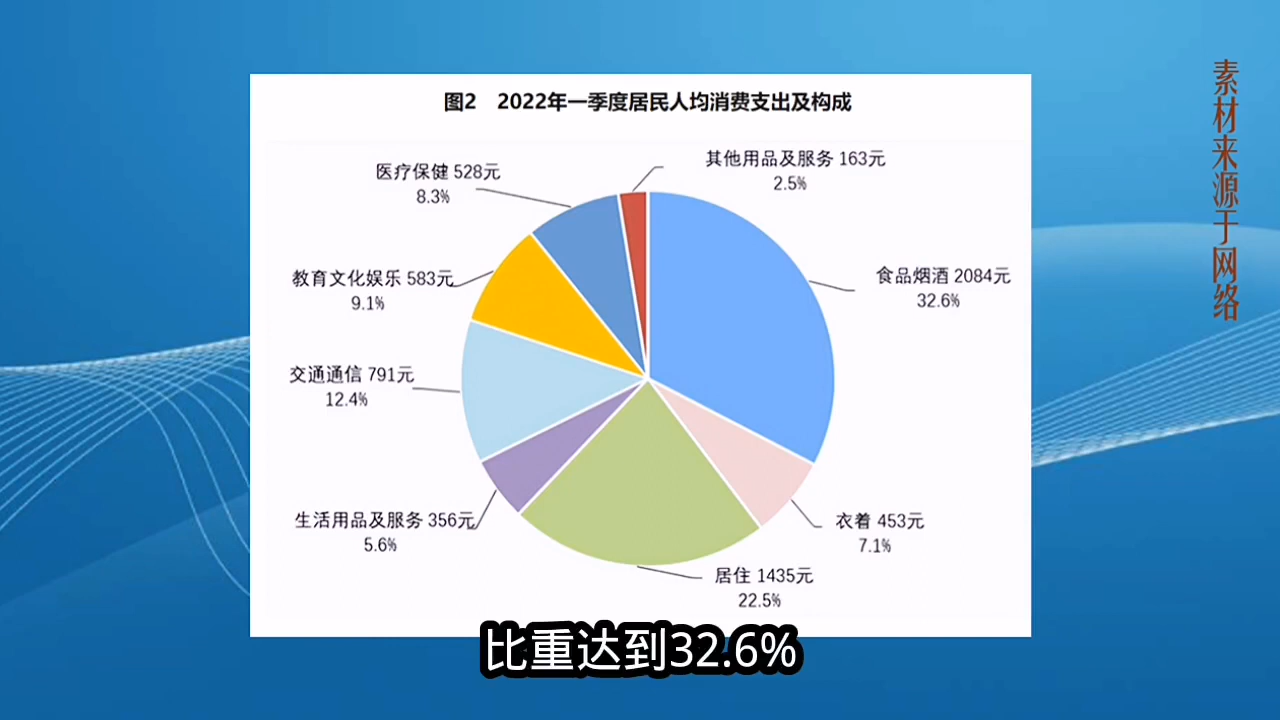 图2 2022年一季度居民人均消费支出及构成
其他用品及服务 163元
2.5%
医疗保健 528元
8.3%
食品烟酒 2084元
32.6%
教育文化娱乐 583元
9.1%
交通通信 791元
12.4%
生活用品及服务 356元
5.6%
衣着 453元
7.1%
居住 1435元
22.5%
比重达到32.6%
素材来源于网络